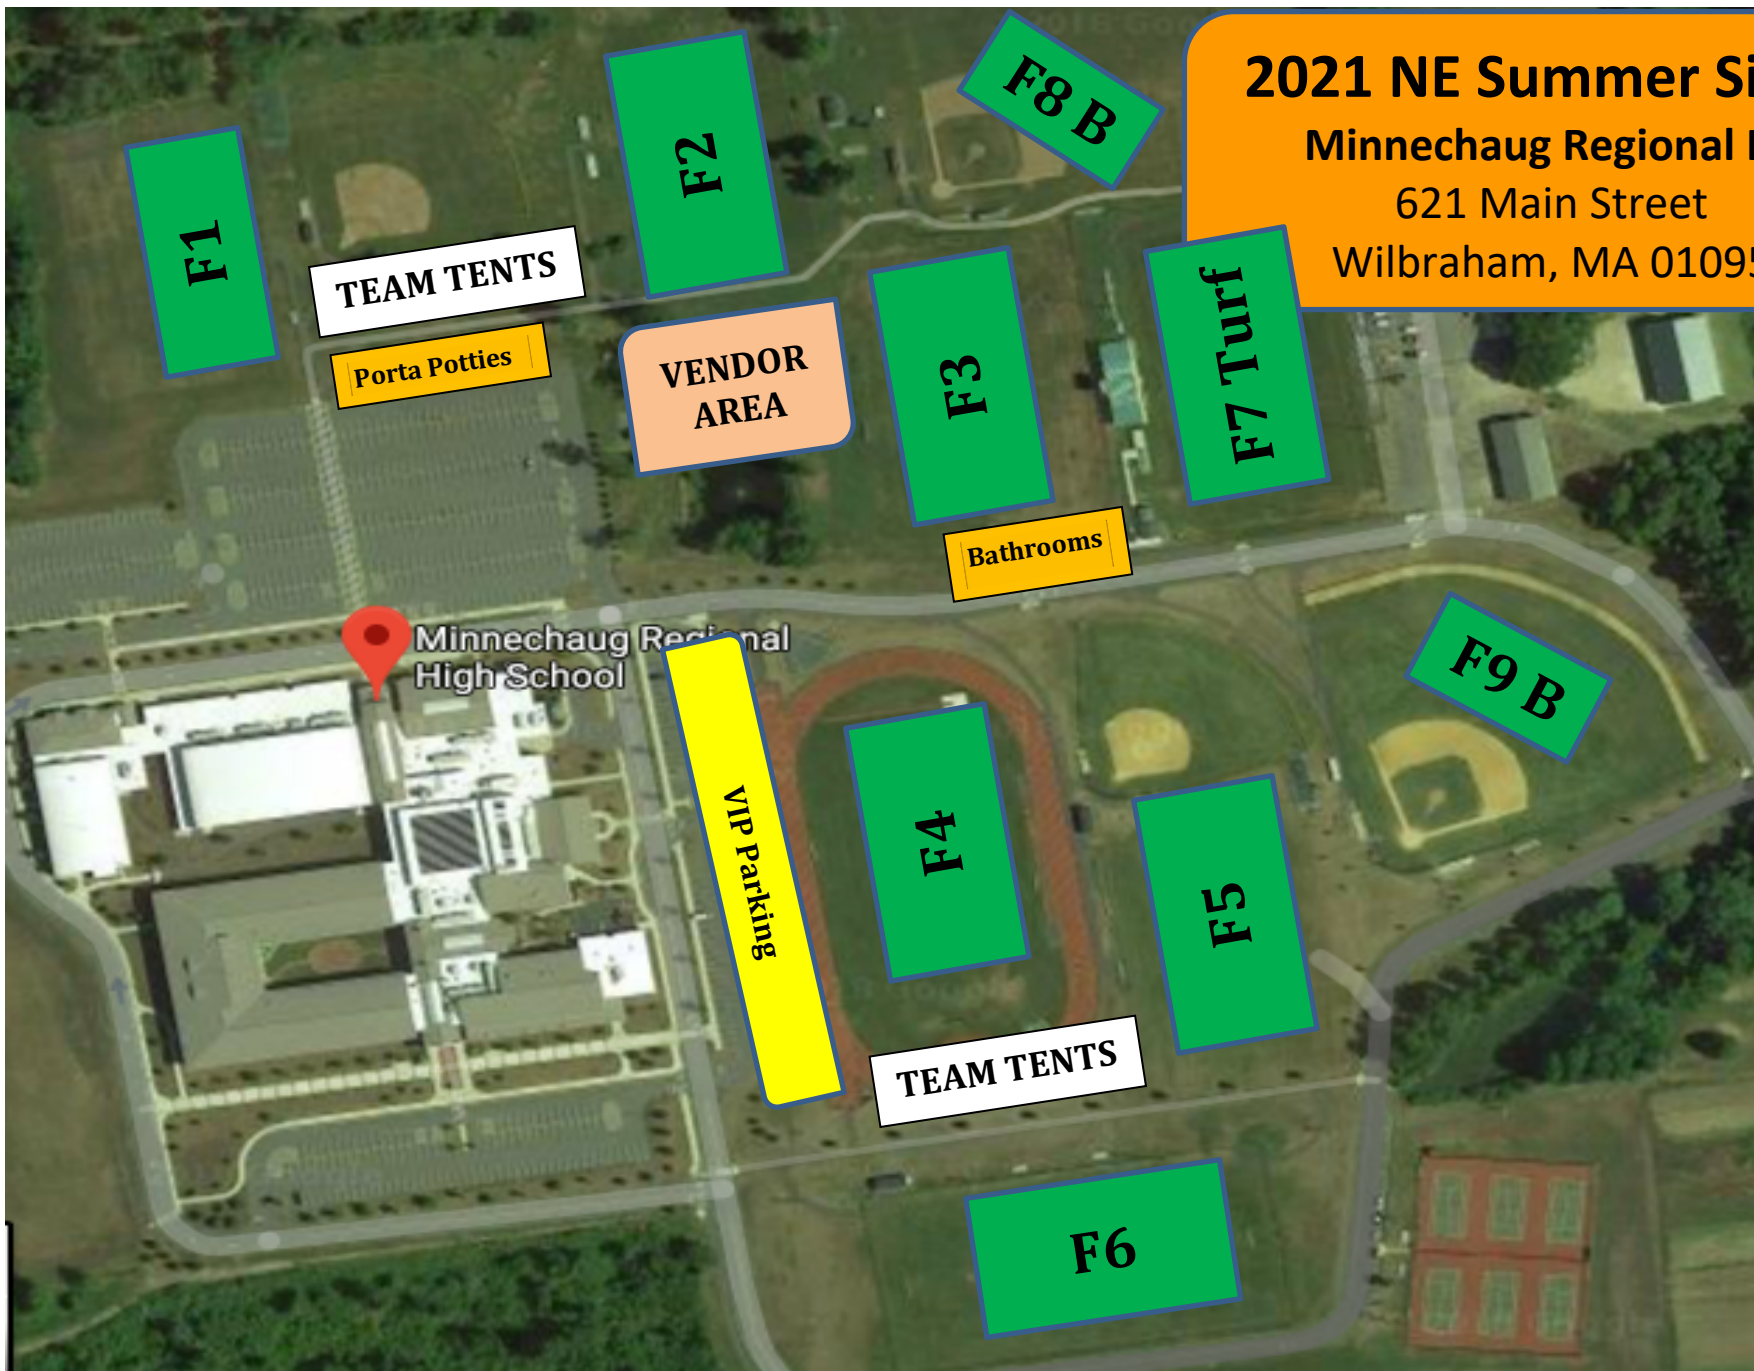 2021 NE Summer Si
Minnechaug Regional
621 Main Street
Wilbraham, MA 01095
F8 B
F2
F1
TEAM TENTS
Porta Potties
VENDOR
AREA
F3
F7 Turf
Bathrooms
Minnechaug Regional
High School
F9 B
VIP Parking
F4
F5
TEAM TENTS
F6